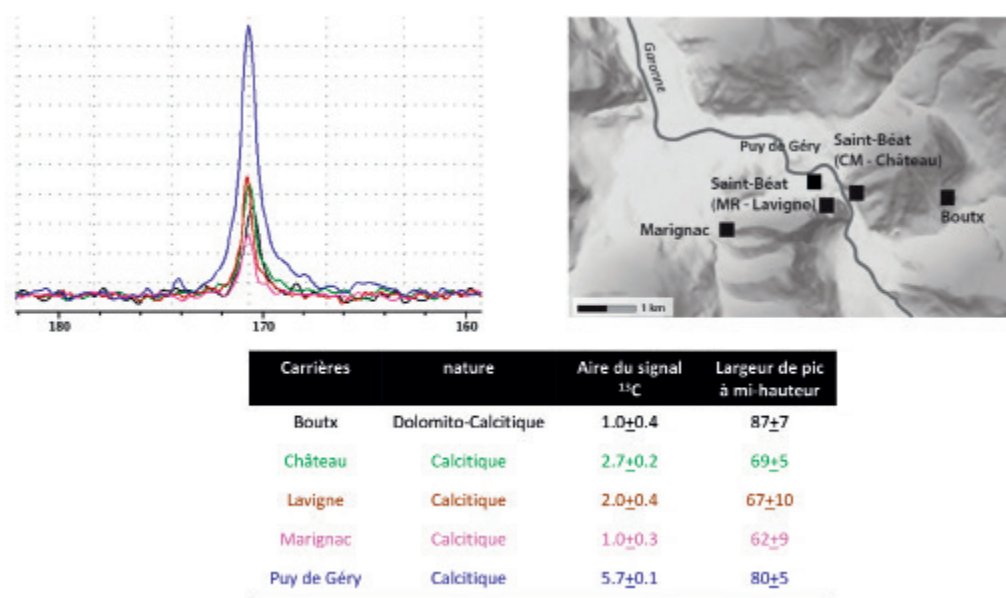 180
170
160
Garonne
Puy de Géry
Saint-Béat
(CM - Château)
Saint-Béat
(MR - Lavigne)
Marignac
Boutx
1 km
Carrières nature Aire du signal ¹³C Largeur de pic à mi-hauteur
Boutx Dolomito-Calcitique 1.0±0.4 87±7
Château Calcitique 2.7±0.2 69±5
Lavigne Calcitique 2.0±0.4 67±10
Marignac Calcitique 1.0±0.3 62±9
Puy de Géry Calcitique 5.7±0.1 80±5